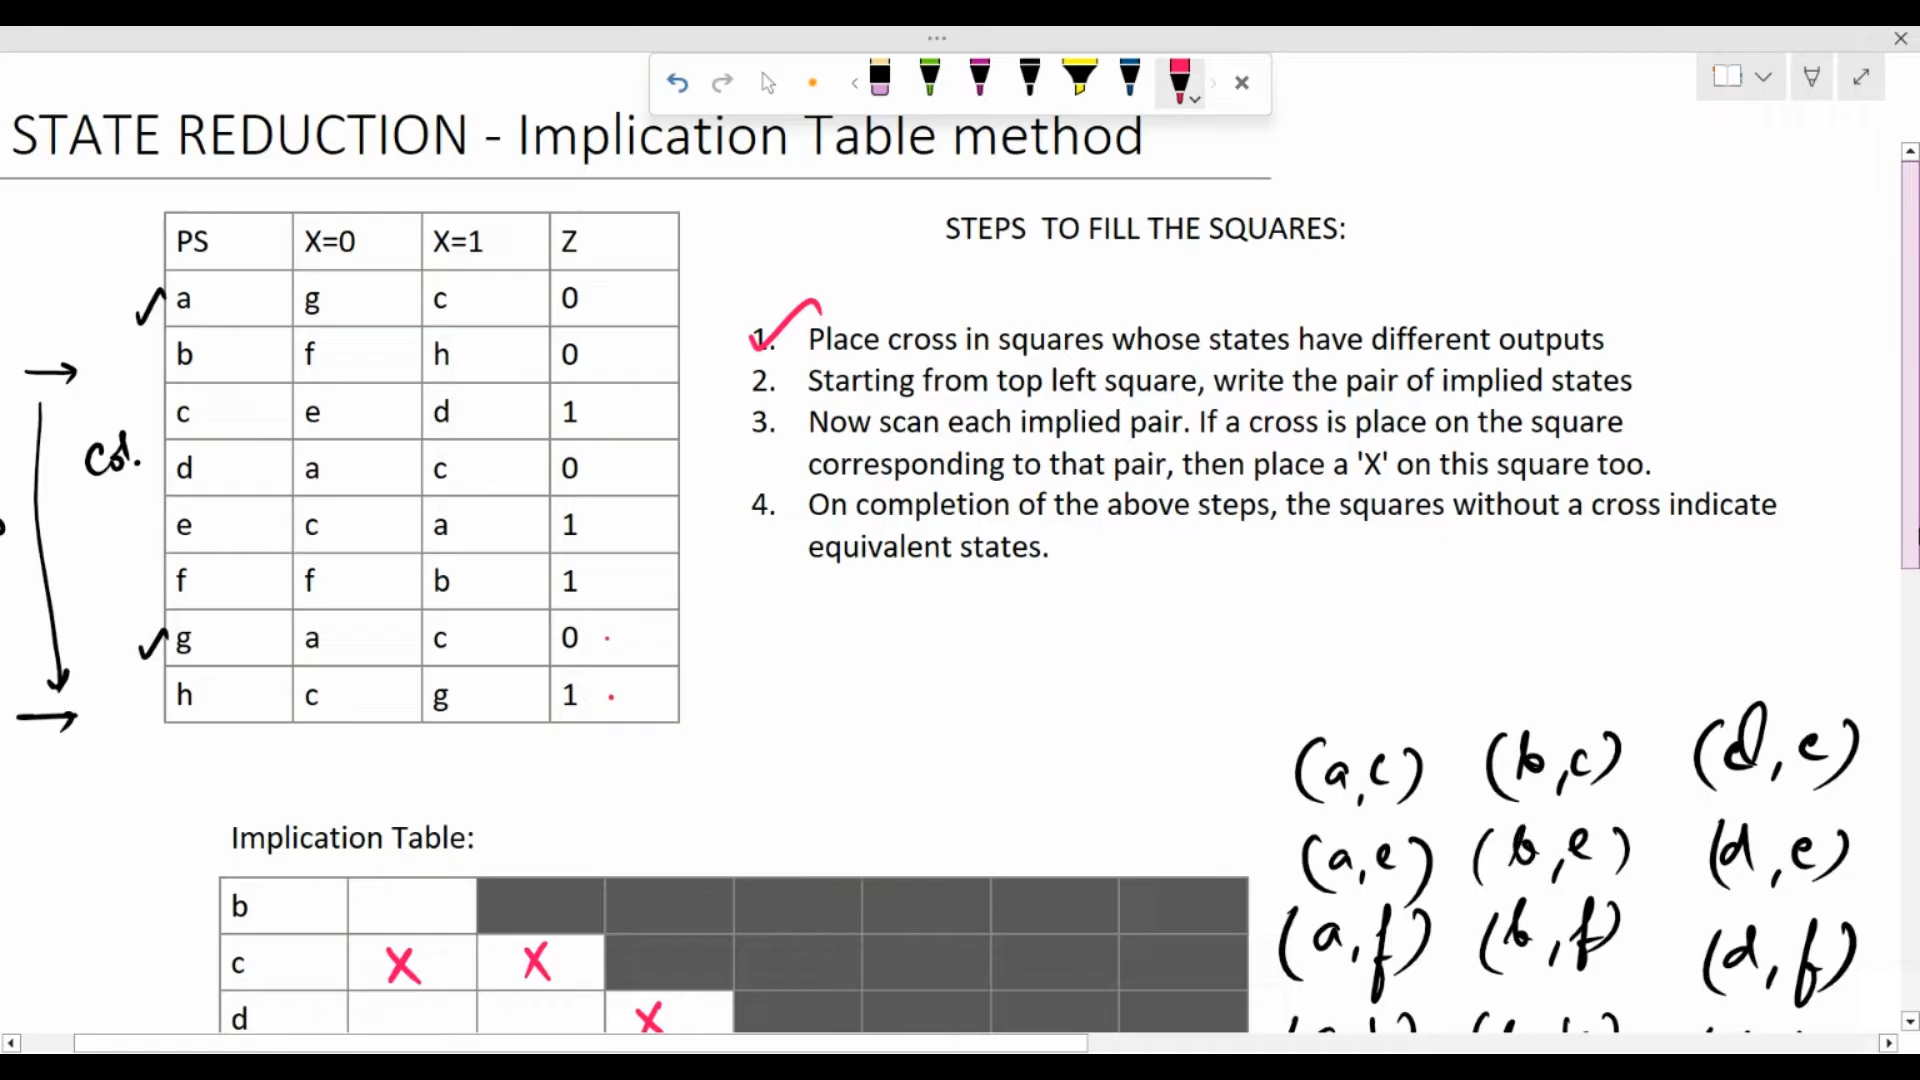 STATE REDUCTION - Implication Table method
PS X=0 X=1 Z
a g c 0
b f h 0
c e d 1
d a c 0
e c a 1
f f b 1
g a c 0
h c g 1
Col.
STEPS TO FILL THE SQUARES:
1. Place cross in squares whose states have different outputs
2. Starting from top left square, write the pair of implied states
3. Now scan each implied pair. If a cross is place on the square
corresponding to that pair, then place a 'X' on this square too.
4. On completion of the above steps, the squares without a cross indicate
equivalent states.
Implication Table:
b
c X X
d X
(a,c) (b,c) (d,c)
(a,e) (b,e) (d,e)
(a,f) (b,f) (d,f)